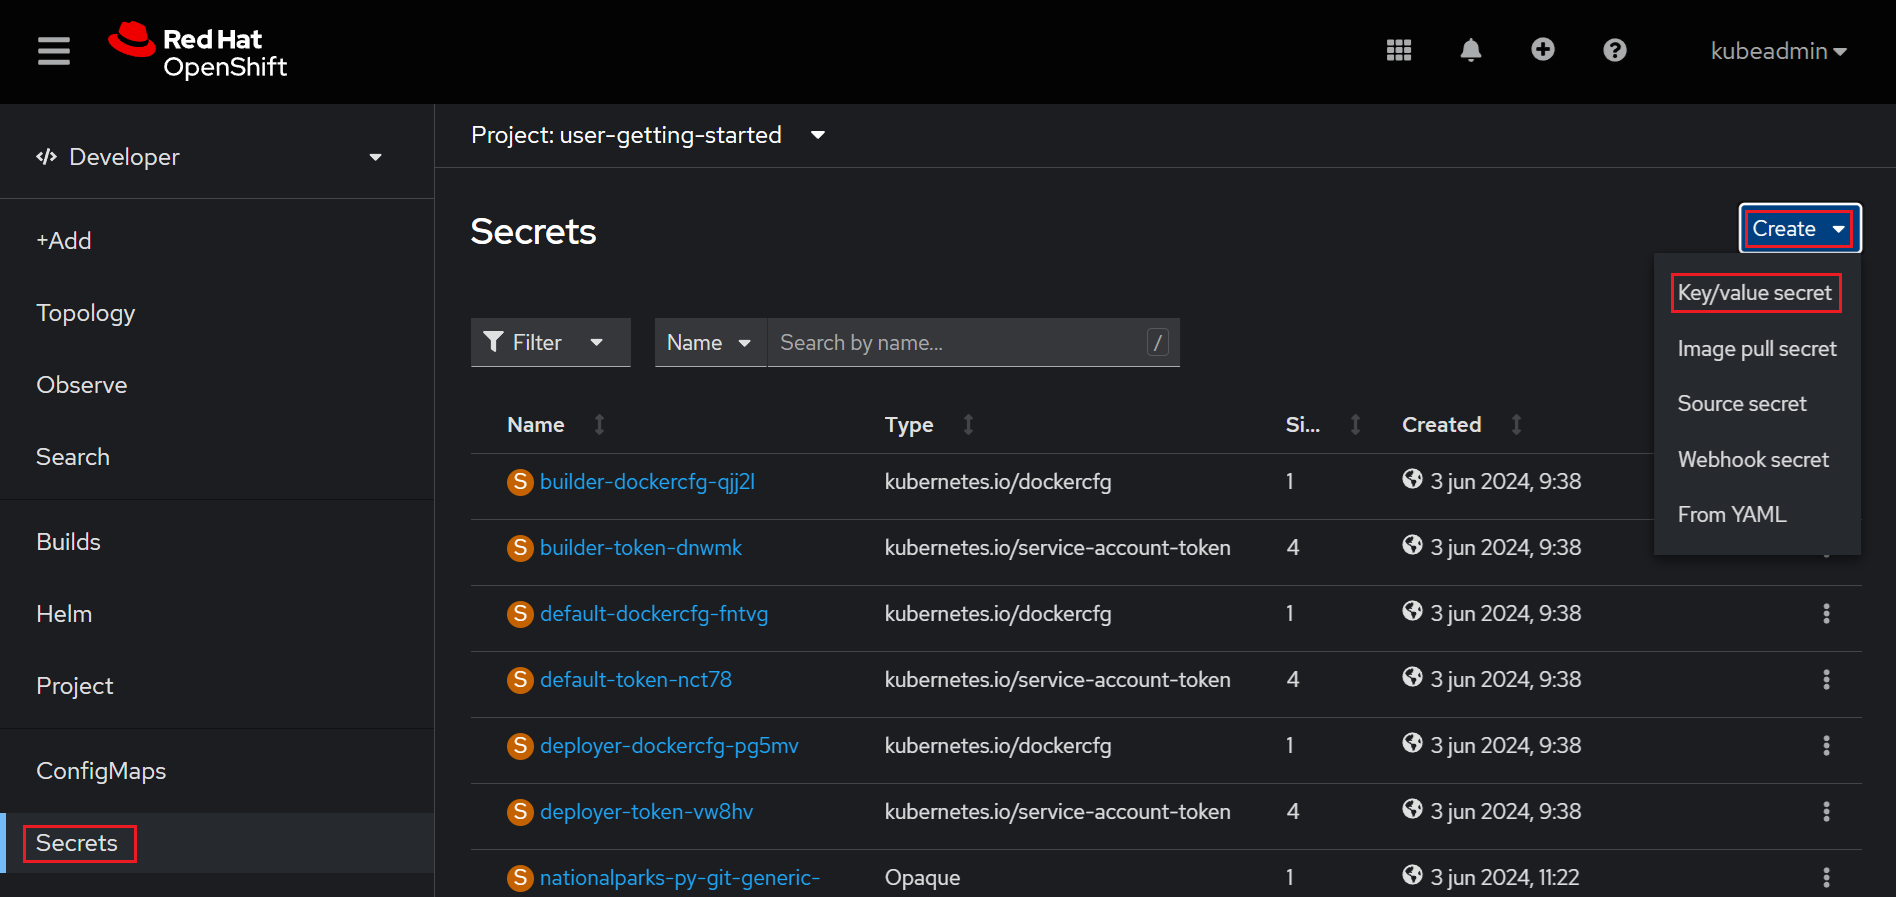 Red Hat
OpenShift
kubeadmin
Developer
Project: user-getting-started
+Add
Topology
Observe
Search
Builds
Helm
Project
ConfigMaps
Secrets
Secrets
Create
Key/value secret
Image pull secret
Source secret
Webhook secret
From YAML
Filter
Name
Search by name...
/
Name Type Si... Created
S builder-dockercfg-qjj2l kubernetes.io/dockercfg 1 3 jun 2024, 9:38
S builder-token-dnwmk kubernetes.io/service-account-token 4 3 jun 2024, 9:38
S default-dockercfg-fntvg kubernetes.io/dockercfg 1 3 jun 2024, 9:38
S default-token-nct78 kubernetes.io/service-account-token 4 3 jun 2024, 9:38
S deployer-dockercfg-pg5mv kubernetes.io/dockercfg 1 3 jun 2024, 9:38
S deployer-token-vw8hv kubernetes.io/service-account-token 4 3 jun 2024, 9:38
S nationalparks-py-git-generic- Opaque 1 3 jun 2024, 11:22